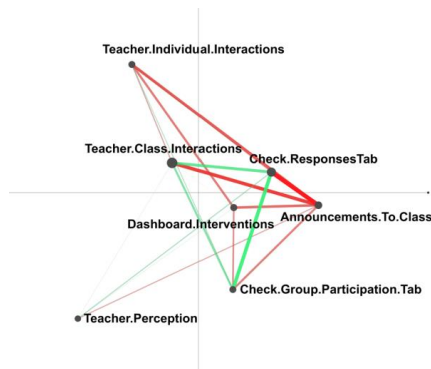 Teacher.Individual.Interactions
Teacher.Class.Interactions
Check.ResponsesTab
Dashboard.Interventions
Announcements.To.Class
Check.Group.Participation.Tab
Teacher.Perception